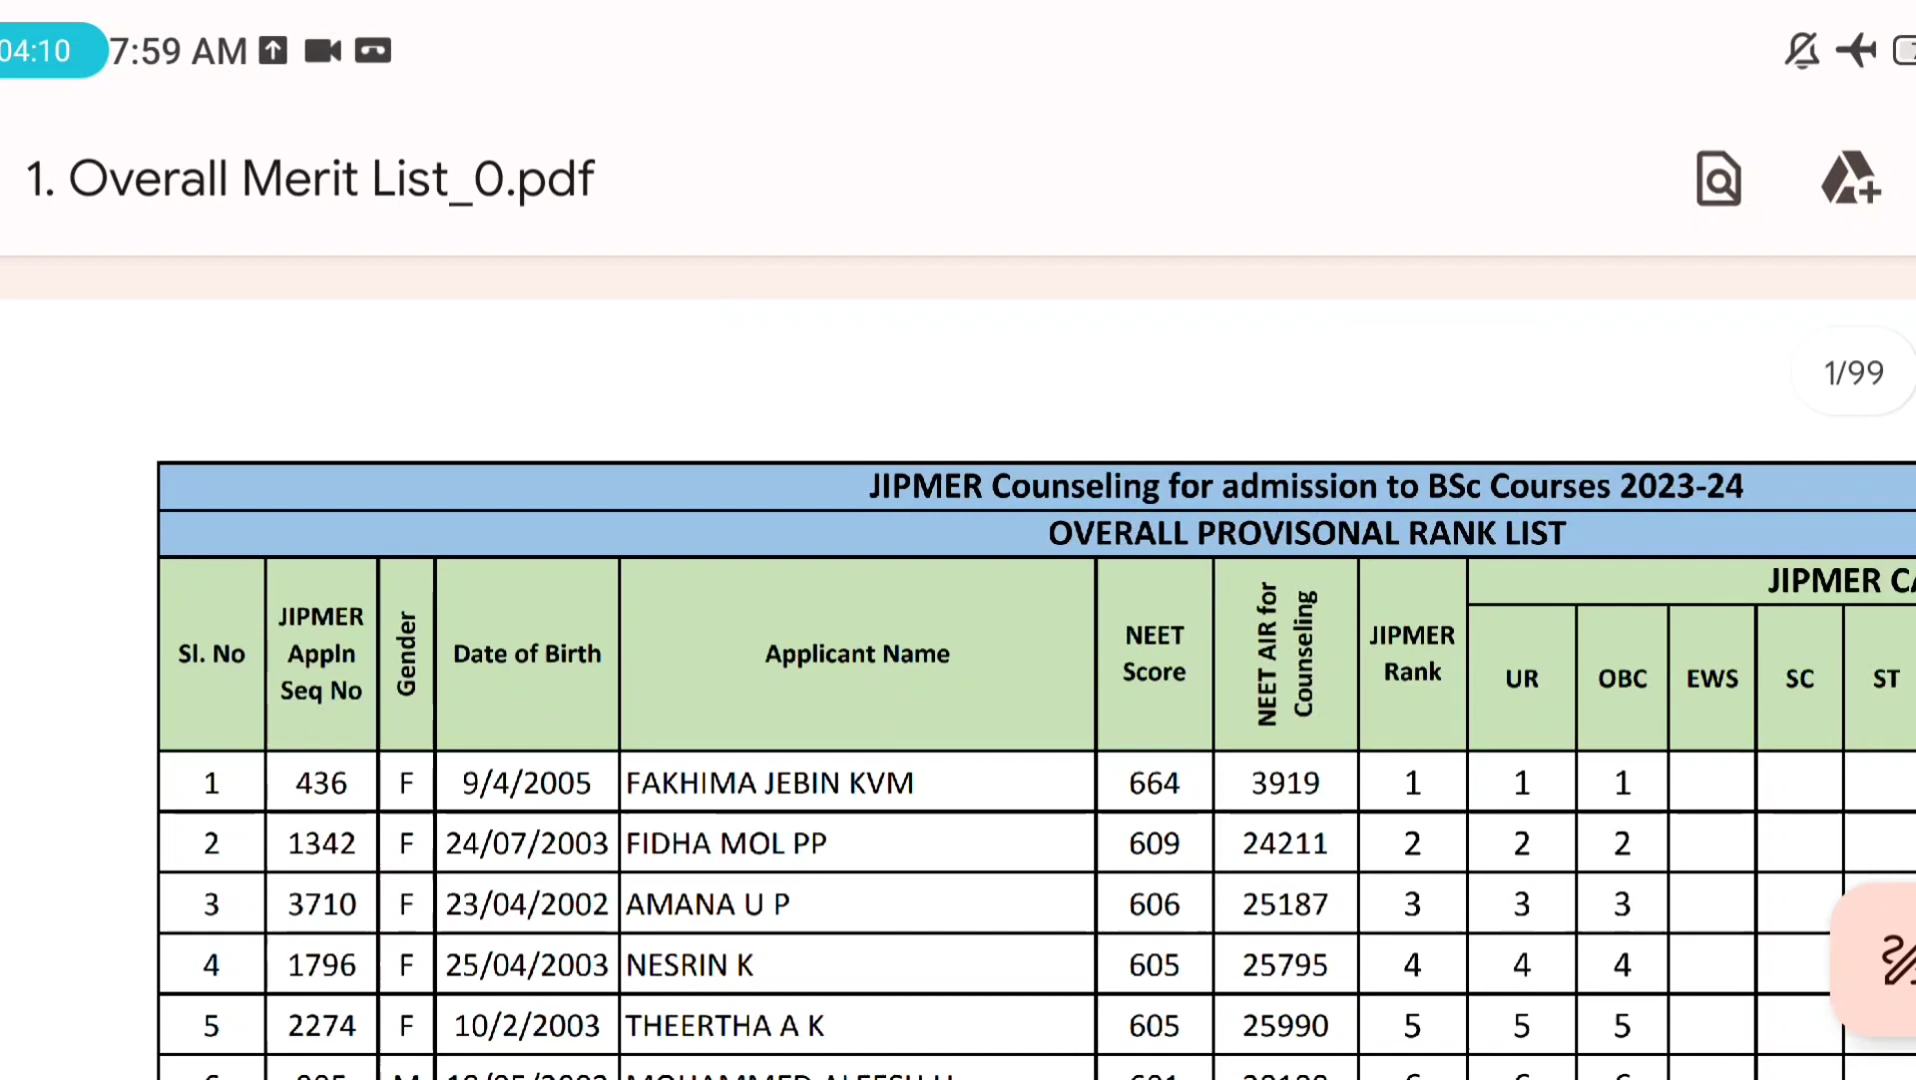 04:10 7:59 AM
1. Overall Merit List_0.pdf
1/99
JIPMER Counseling for admission to BSc Courses 2023-24
OVERALL PROVISONAL RANK LIST
Sl. No JIPMER Appln Seq No Gender Date of Birth Applicant Name NEET Score NEET AIR for Counseling JIPMER Rank JIPMER
UR OBC EWS SC ST
1 436 F 9/4/2005 FAKHIMA JEBIN KVM 664 3919 1 1 1
2 1342 F 24/07/2003 FIDHA MOL PP 609 24211 2 2 2
3 3710 F 23/04/2002 AMANA U P 606 25187 3 3 3
4 1796 F 25/04/2003 NESRIN K 605 25795 4 4 4
5 2274 F 10/2/2003 THEERTHA A K 605 25990 5 5 5